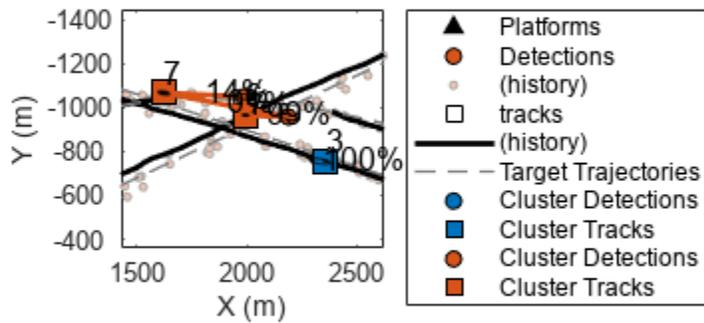 -1400
-1200
-1000
-800
-600
-400
Y (m)
1500
2000
2500
X (m)
7
14%
3
100%
Platforms
Detections
(history)
tracks
(history)
Target Trajectories
Cluster Detections
Cluster Tracks
Cluster Detections
Cluster Tracks